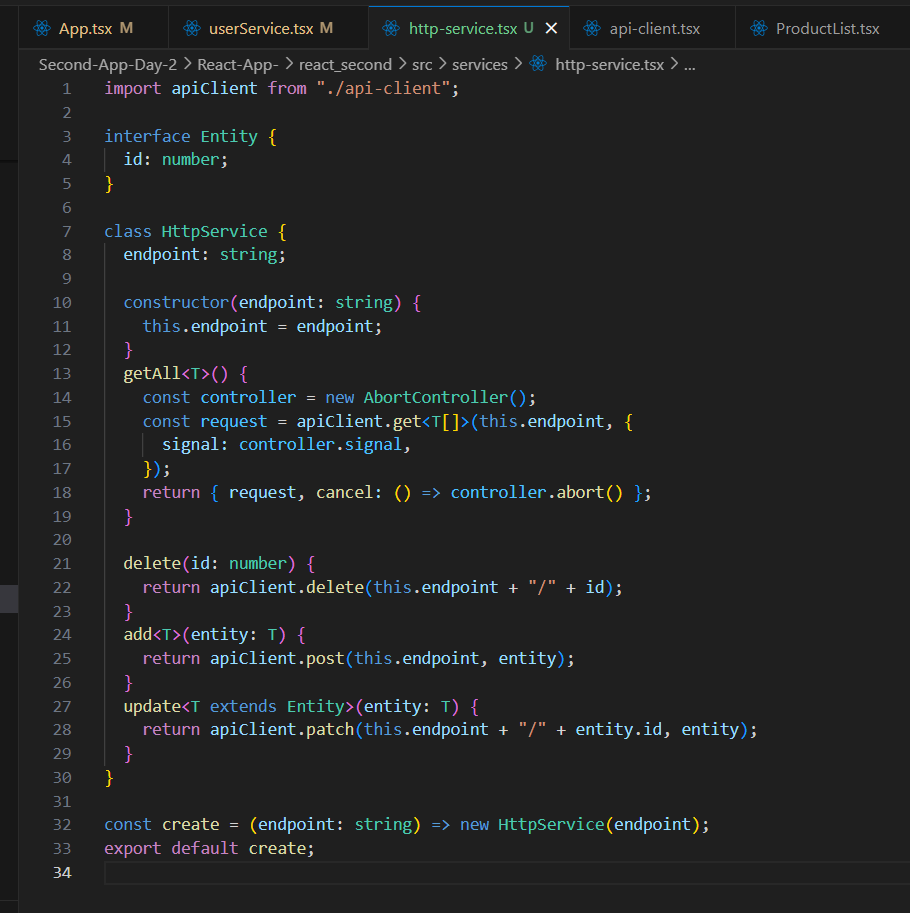 App.tsx M userService.tsx M http-service.tsx U × api-client.tsx ProductList.tsx
Second-App-Day-2 > React-App- > react_second > src > services > http-service.tsx > ...
1 import apiClient from "./api-client";
2
3 interface Entity {
4 id: number;
5 }
6
7 class HttpService {
8 endpoint: string;
9
10 constructor(endpoint: string) {
11 this.endpoint = endpoint;
12 }
13 getAll<T>() {
14 const controller = new AbortController();
15 const request = apiClient.get<T[]>(this.endpoint, {
16 signal: controller.signal,
17 });
18 return { request, cancel: () => controller.abort() };
19 }
20
21 delete(id: number) {
22 return apiClient.delete(this.endpoint + "/" + id);
23 }
24 add<T>(entity: T) {
25 return apiClient.post(this.endpoint, entity);
26 }
27 update<T extends Entity>(entity: T) {
28 return apiClient.patch(this.endpoint + "/" + entity.id, entity);
29 }
30 }
31
32 const create = (endpoint: string) => new HttpService(endpoint);
33 export default create;
34